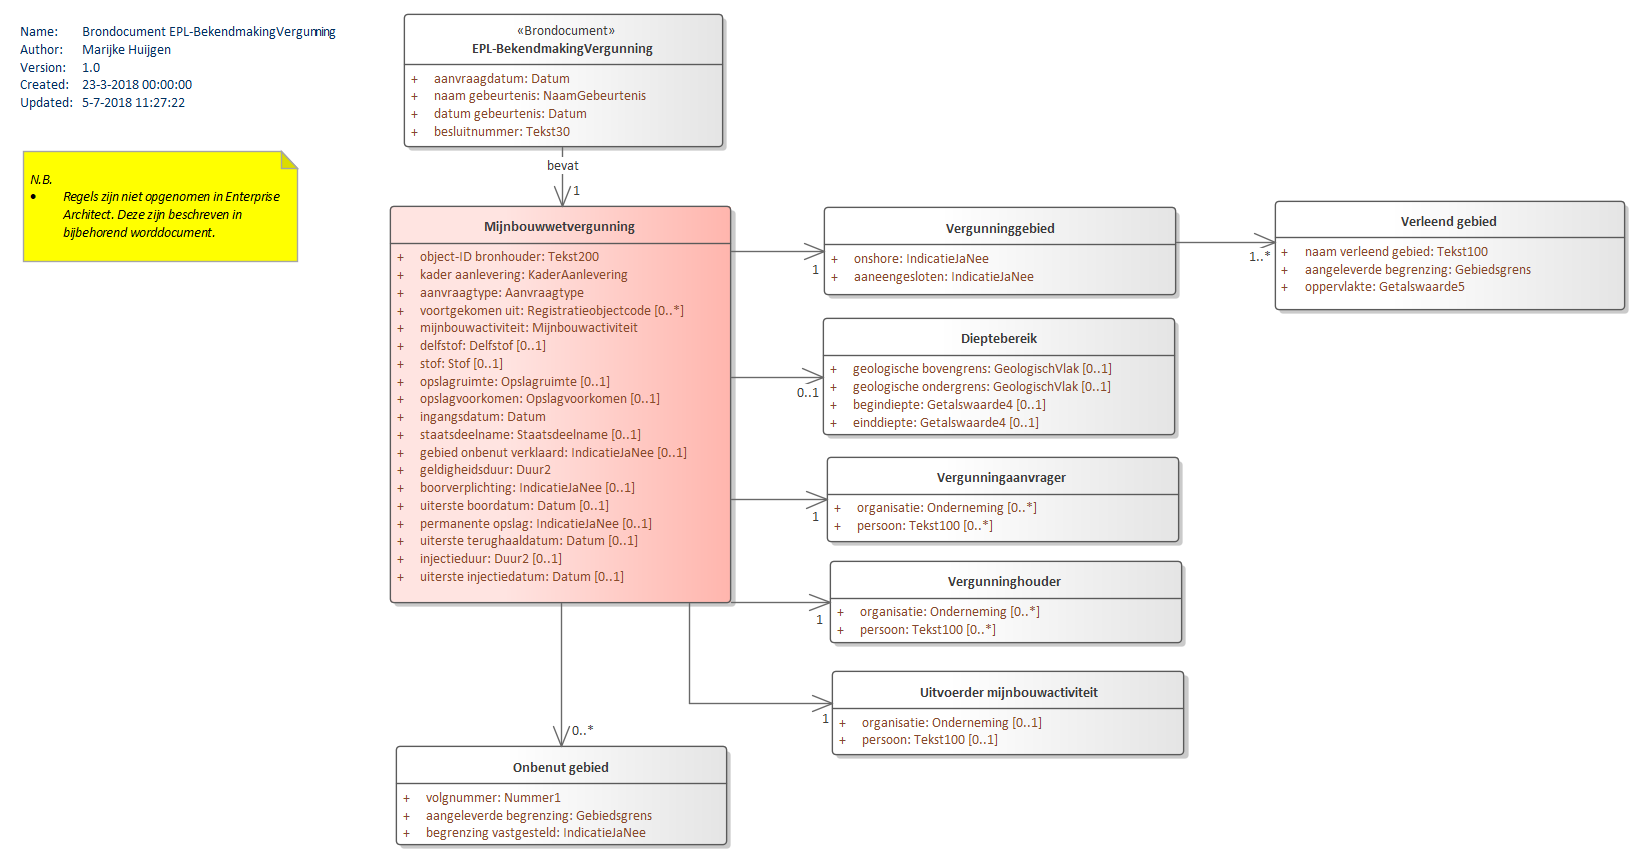 Name: Brondocument EPL-BekendmakingVergunning
Author: Marijke Huijgen
Version: 1.0
Created: 23-3-2018 00:00:00
Updated: 5-7-2018 11:27:22
N.B.
• Regels zijn niet opgenomen in Enterprise
Architect. Deze zijn beschreven in
bijbehorend worddocument.
«Brondocument»
EPL-BekendmakingVergunning
+ aanvraagdatum: Datum
+ naam gebeurtenis: NaamGebeurtenis
+ datum gebeurtenis: Datum
+ besluitnummer: Tekst30
bevat
1
Mijnbouwwetvergunning
+ object-ID bronhouder: Tekst200
+ kader aanlevering: KaderAanlevering
+ aanvraagtype: Aanvraagtype
+ voortgekomen uit: Registratieobjectcode [0..*]
+ mijnbouwactiviteit: Mijnbouwactiviteit
+ delfstof: Delfstof [0..1]
+ stof: Stof [0..1]
+ opslagruimte: Opslagruimte [0..1]
+ opslagvoorkomen: Opslagvoorkomen [0..1]
+ ingangsdatum: Datum
+ staatsdeelname: Staatsdeelname [0..1]
+ gebied onbenut verklaard: IndicatieJaNee [0..1]
+ geldigheidsduur: Duur2
+ boorverplichting: IndicatieJaNee [0..1]
+ uiterste boordatum: Datum [0..1]
+ permanente opslag: IndicatieJaNee [0..1]
+ uiterste terughaaldatum: Datum [0..1]
+ injectieduur: Duur2 [0..1]
+ uiterste injectiedatum: Datum [0..1]
1
Vergunninggebied
+ onshore: IndicatieJaNee
+ aaneengesloten: IndicatieJaNee
1..*
Verleend gebied
+ naam verleend gebied: Tekst100
+ aangeleverde begrenzing: Gebiedsgrens
+ oppervlakte: Getalswaarde5
0..1
Dieptebereik
+ geologische bovengrens: GeologischVlak [0..1]
+ geologische ondergrens: GeologischVlak [0..1]
+ begindiepte: Getalswaarde4 [0..1]
+ einddiepte: Getalswaarde4 [0..1]
1
Vergunningaanvrager
+ organisatie: Onderneming [0..*]
+ persoon: Tekst100 [0..*]
1
Vergunninghouder
+ organisatie: Onderneming [0..*]
+ persoon: Tekst100 [0..*]
1
Uitvoerder mijnbouwactiviteit
+ organisatie: Onderneming [0..1]
+ persoon: Tekst100 [0..1]
0..*
Onbenut gebied
+ volgnummer: Nummer1
+ aangeleverde begrenzing: Gebiedsgrens
+ begrenzing vastgesteld: IndicatieJaNee